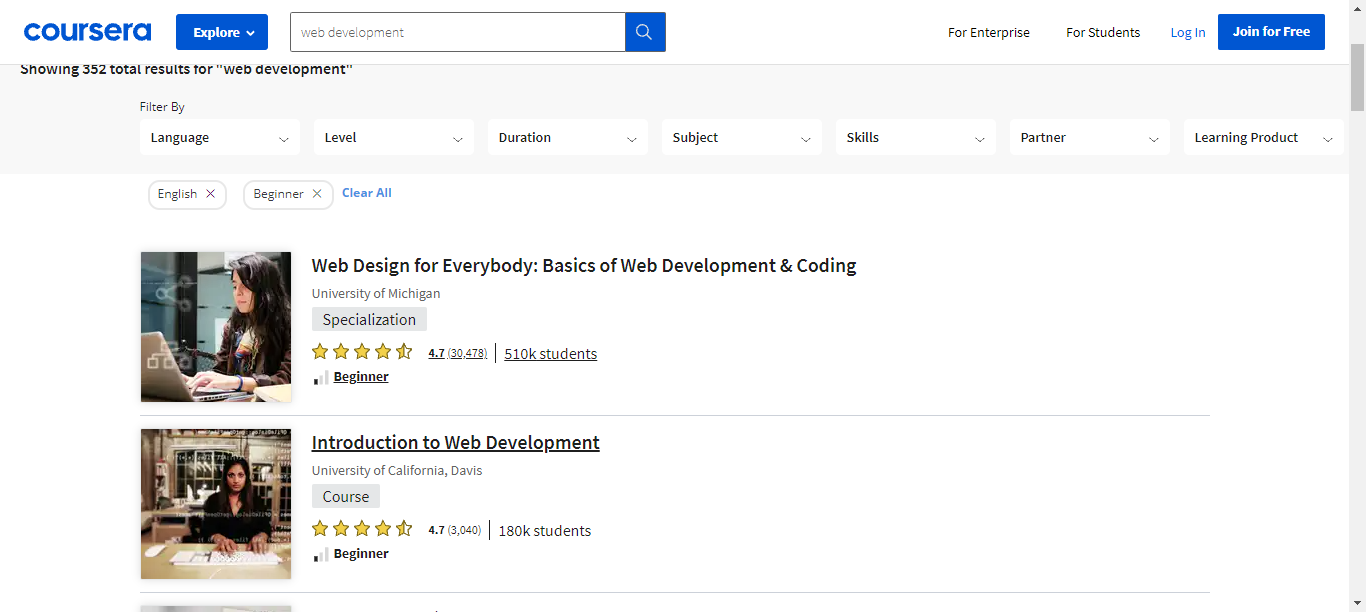 coursera Explore web development For Enterprise For Students Log In Join for Free
Showing 352 total results for "web development"
Filter By
Language Level Duration Subject Skills Partner Learning Product
English Beginner Clear All
Web Design for Everybody: Basics of Web Development & Coding
University of Michigan
Specialization
4.7 (30,478) 510k students
Beginner
Introduction to Web Development
University of California, Davis
Course
4.7 (3,040) 180k students
Beginner